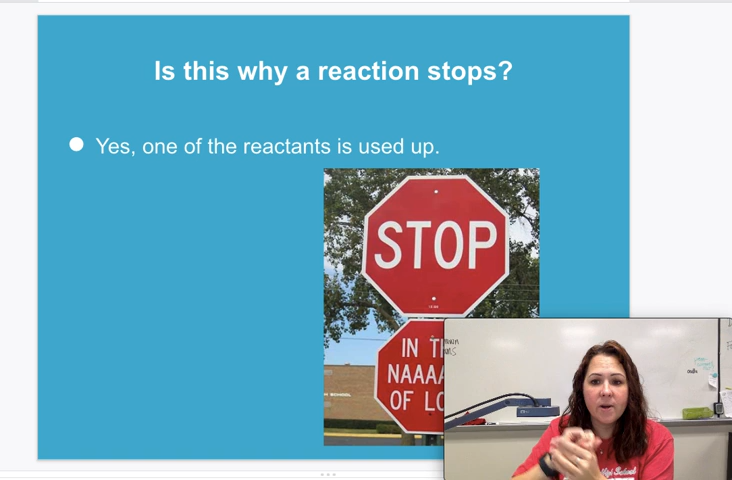 Is this why a reaction stops?
Yes, one of the reactants is used up.
STOP
IN
NAAAA
OF